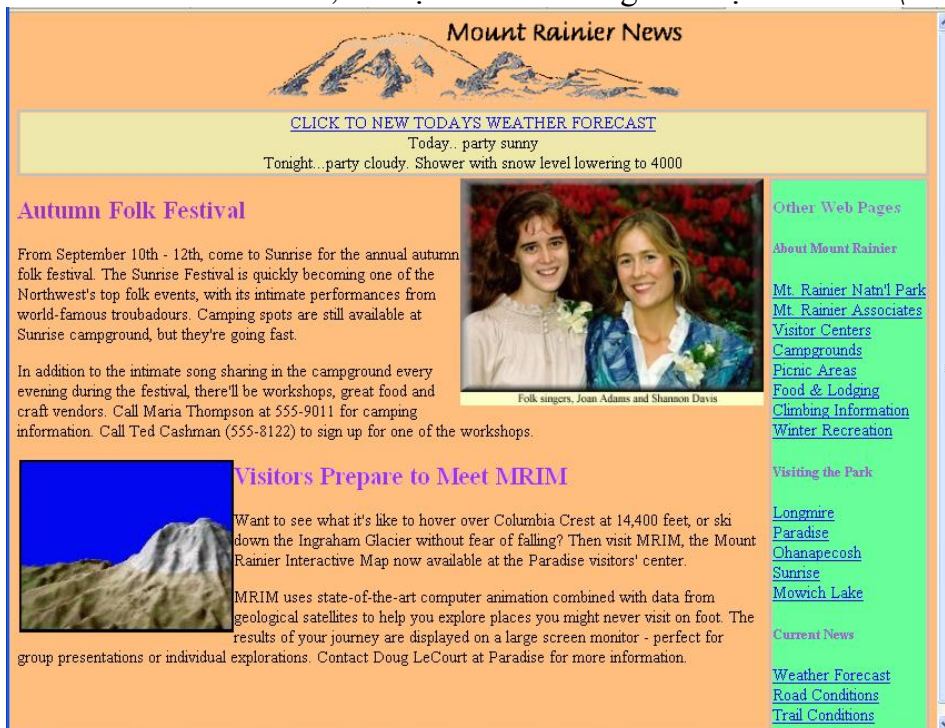 Mount Rainier News
CLICK TO NEW TODAYS WEATHER FORECAST
Today.. party sunny
Tonight...party cloudy. Shower with snow level lowering to 4000
Autumn Folk Festival
From September 10th - 12th, come to Sunrise for the annual autumn
folk festival. The Sunrise Festival is quickly becoming one of the
Northwest's top folk events, with its intimate performances from
world-famous troubadours. Camping spots are still available at
Sunrise campground, but they're going fast.
In addition to the intimate song sharing in the campground every
evening during the festival, there'll be workshops, great food and
craft vendors. Call Maria Thompson at 555-9011 for camping
information. Call Ted Cashman (555-8122) to sign up for one of the workshops.
Folk singers, Joan Adams and Shannon Davis
Visitors Prepare to Meet MRIM
Want to see what it's like to hover over Columbia Crest at 14,400 feet, or ski
down the Ingraham Glacier without fear of falling? Then visit MRIM, the Mount
Rainier Interactive Map now available at the Paradise visitors' center.
MRIM uses state-of-the-art computer animation combined with data from
geological satellites to help you explore places you might never visit on foot. The
results of your journey are displayed on a large screen monitor - perfect for
group presentations or individual explorations. Contact Doug LeCourt at Paradise for more information.
Other Web Pages
About Mount Rainier
Mt. Rainier Natn'l Park
Mt. Rainier Associates
Visitor Centers
Campgrounds
Picnic Areas
Food & Lodging
Climbing Information
Winter Recreation
Visiting the Park
Longmire
Paradise
Ohanapecosh
Sunrise
Mowich Lake
Current News
Weather Forecast
Road Conditions
Trail Conditions